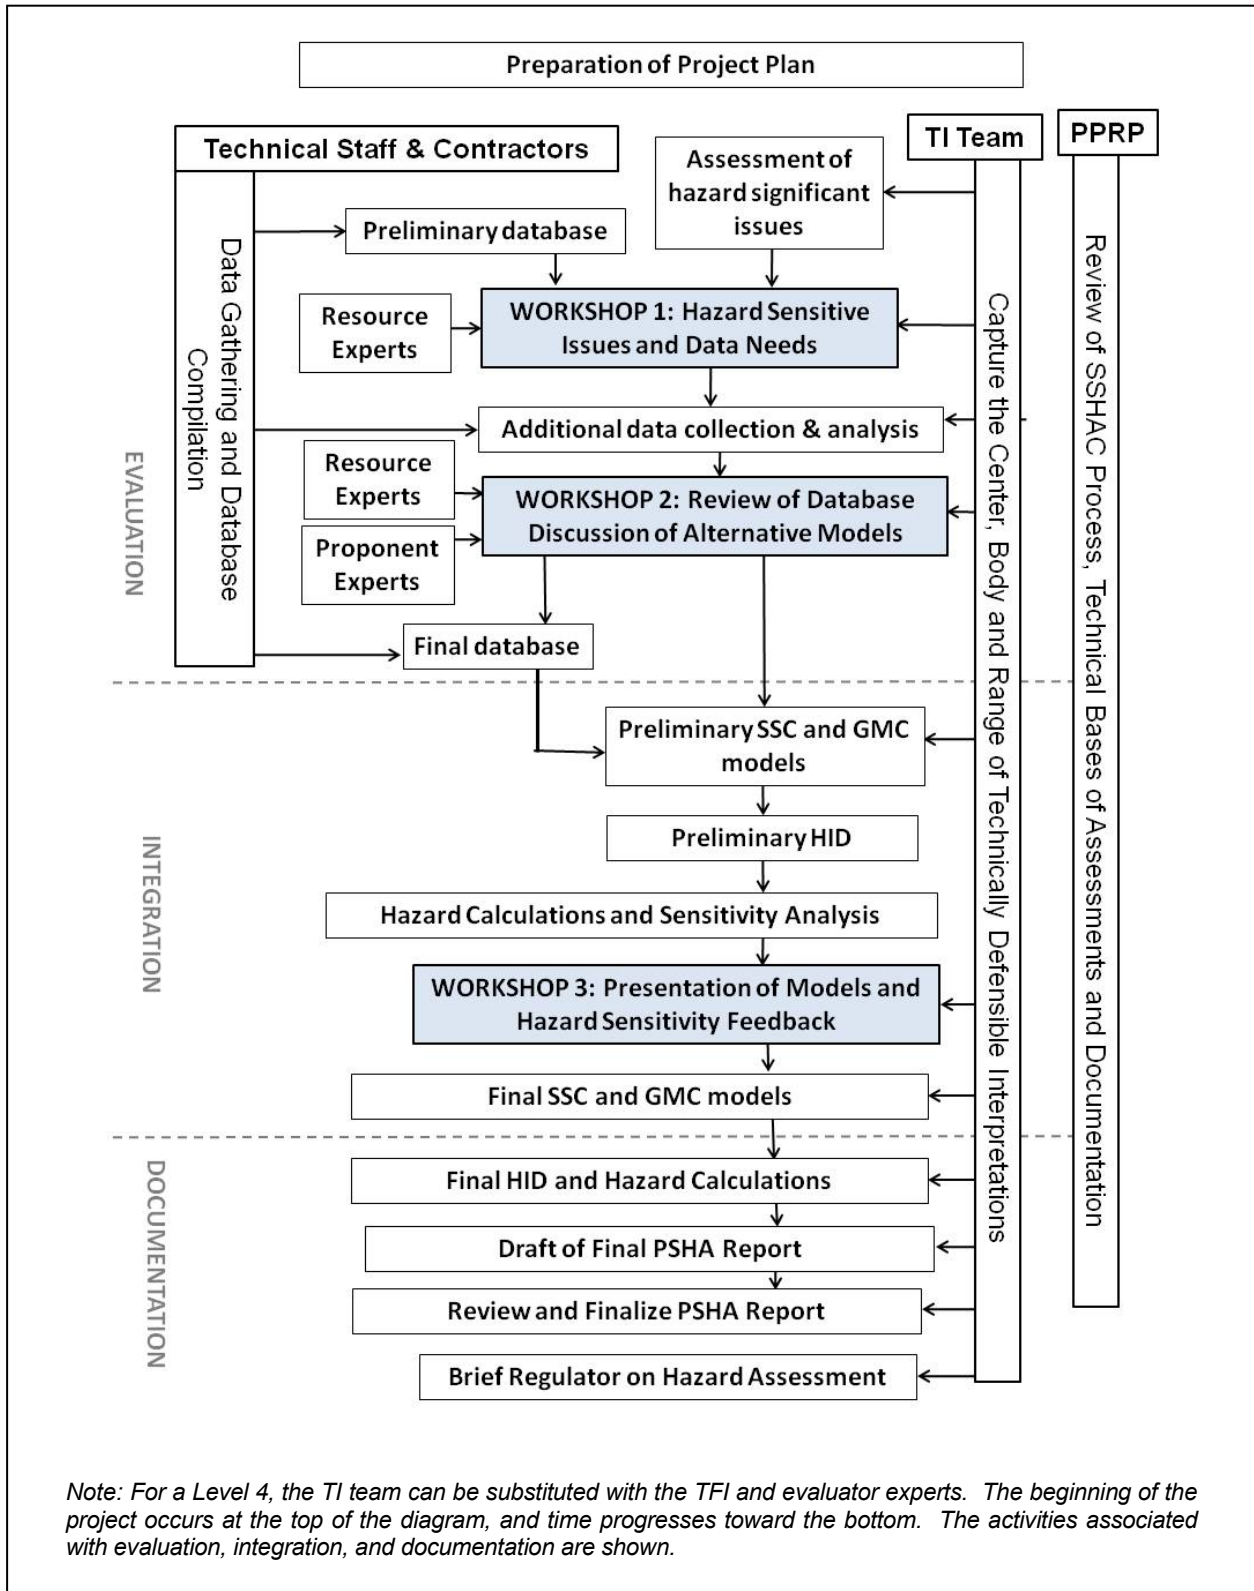 Preparation of Project Plan
Technical Staff & Contractors
TI Team
PPRP
Assessment of
hazard significant
issues
Preliminary database
Data Gathering and Database
Compilation
Capture the Center, Body and Range of Technically Defensible Interpretations
Review of SSHAC Process, Technical Bases of Assessments and Documentation
Resource
Experts
WORKSHOP 1: Hazard Sensitive
Issues and Data Needs
Additional data collection & analysis
EVALUATION
Resource
Experts
WORKSHOP 2: Review of Database
Discussion of Alternative Models
Proponent
Experts
Final database
Preliminary SSC and GMC
models
INTEGRATION
Preliminary HID
Hazard Calculations and Sensitivity Analysis
WORKSHOP 3: Presentation of Models and
Hazard Sensitivity Feedback
Final SSC and GMC models
DOCUMENTATION
Final HID and Hazard Calculations
Draft of Final PSHA Report
Review and Finalize PSHA Report
Brief Regulator on Hazard Assessment
Note: For a Level 4, the TI team can be substituted with the TFI and evaluator experts. The beginning of the
project occurs at the top of the diagram, and time progresses toward the bottom. The activities associated
with evaluation, integration, and documentation are shown.